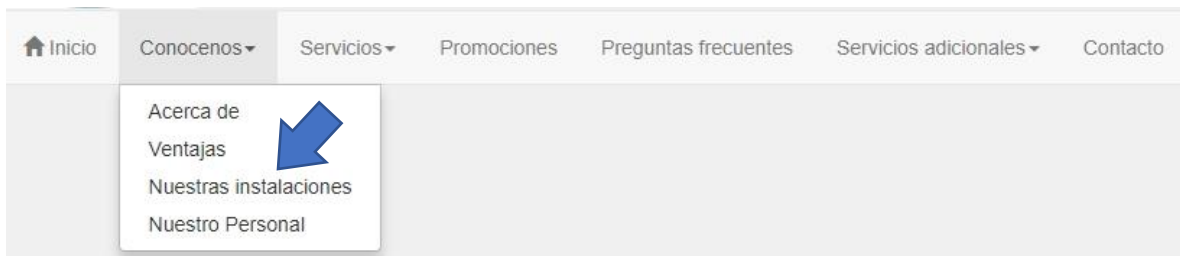 Inicio Conocenos Servicios Promociones Preguntas frecuentes Servicios adicionales Contacto
Acerca de
Ventajas
Nuestras instalaciones
Nuestro Personal